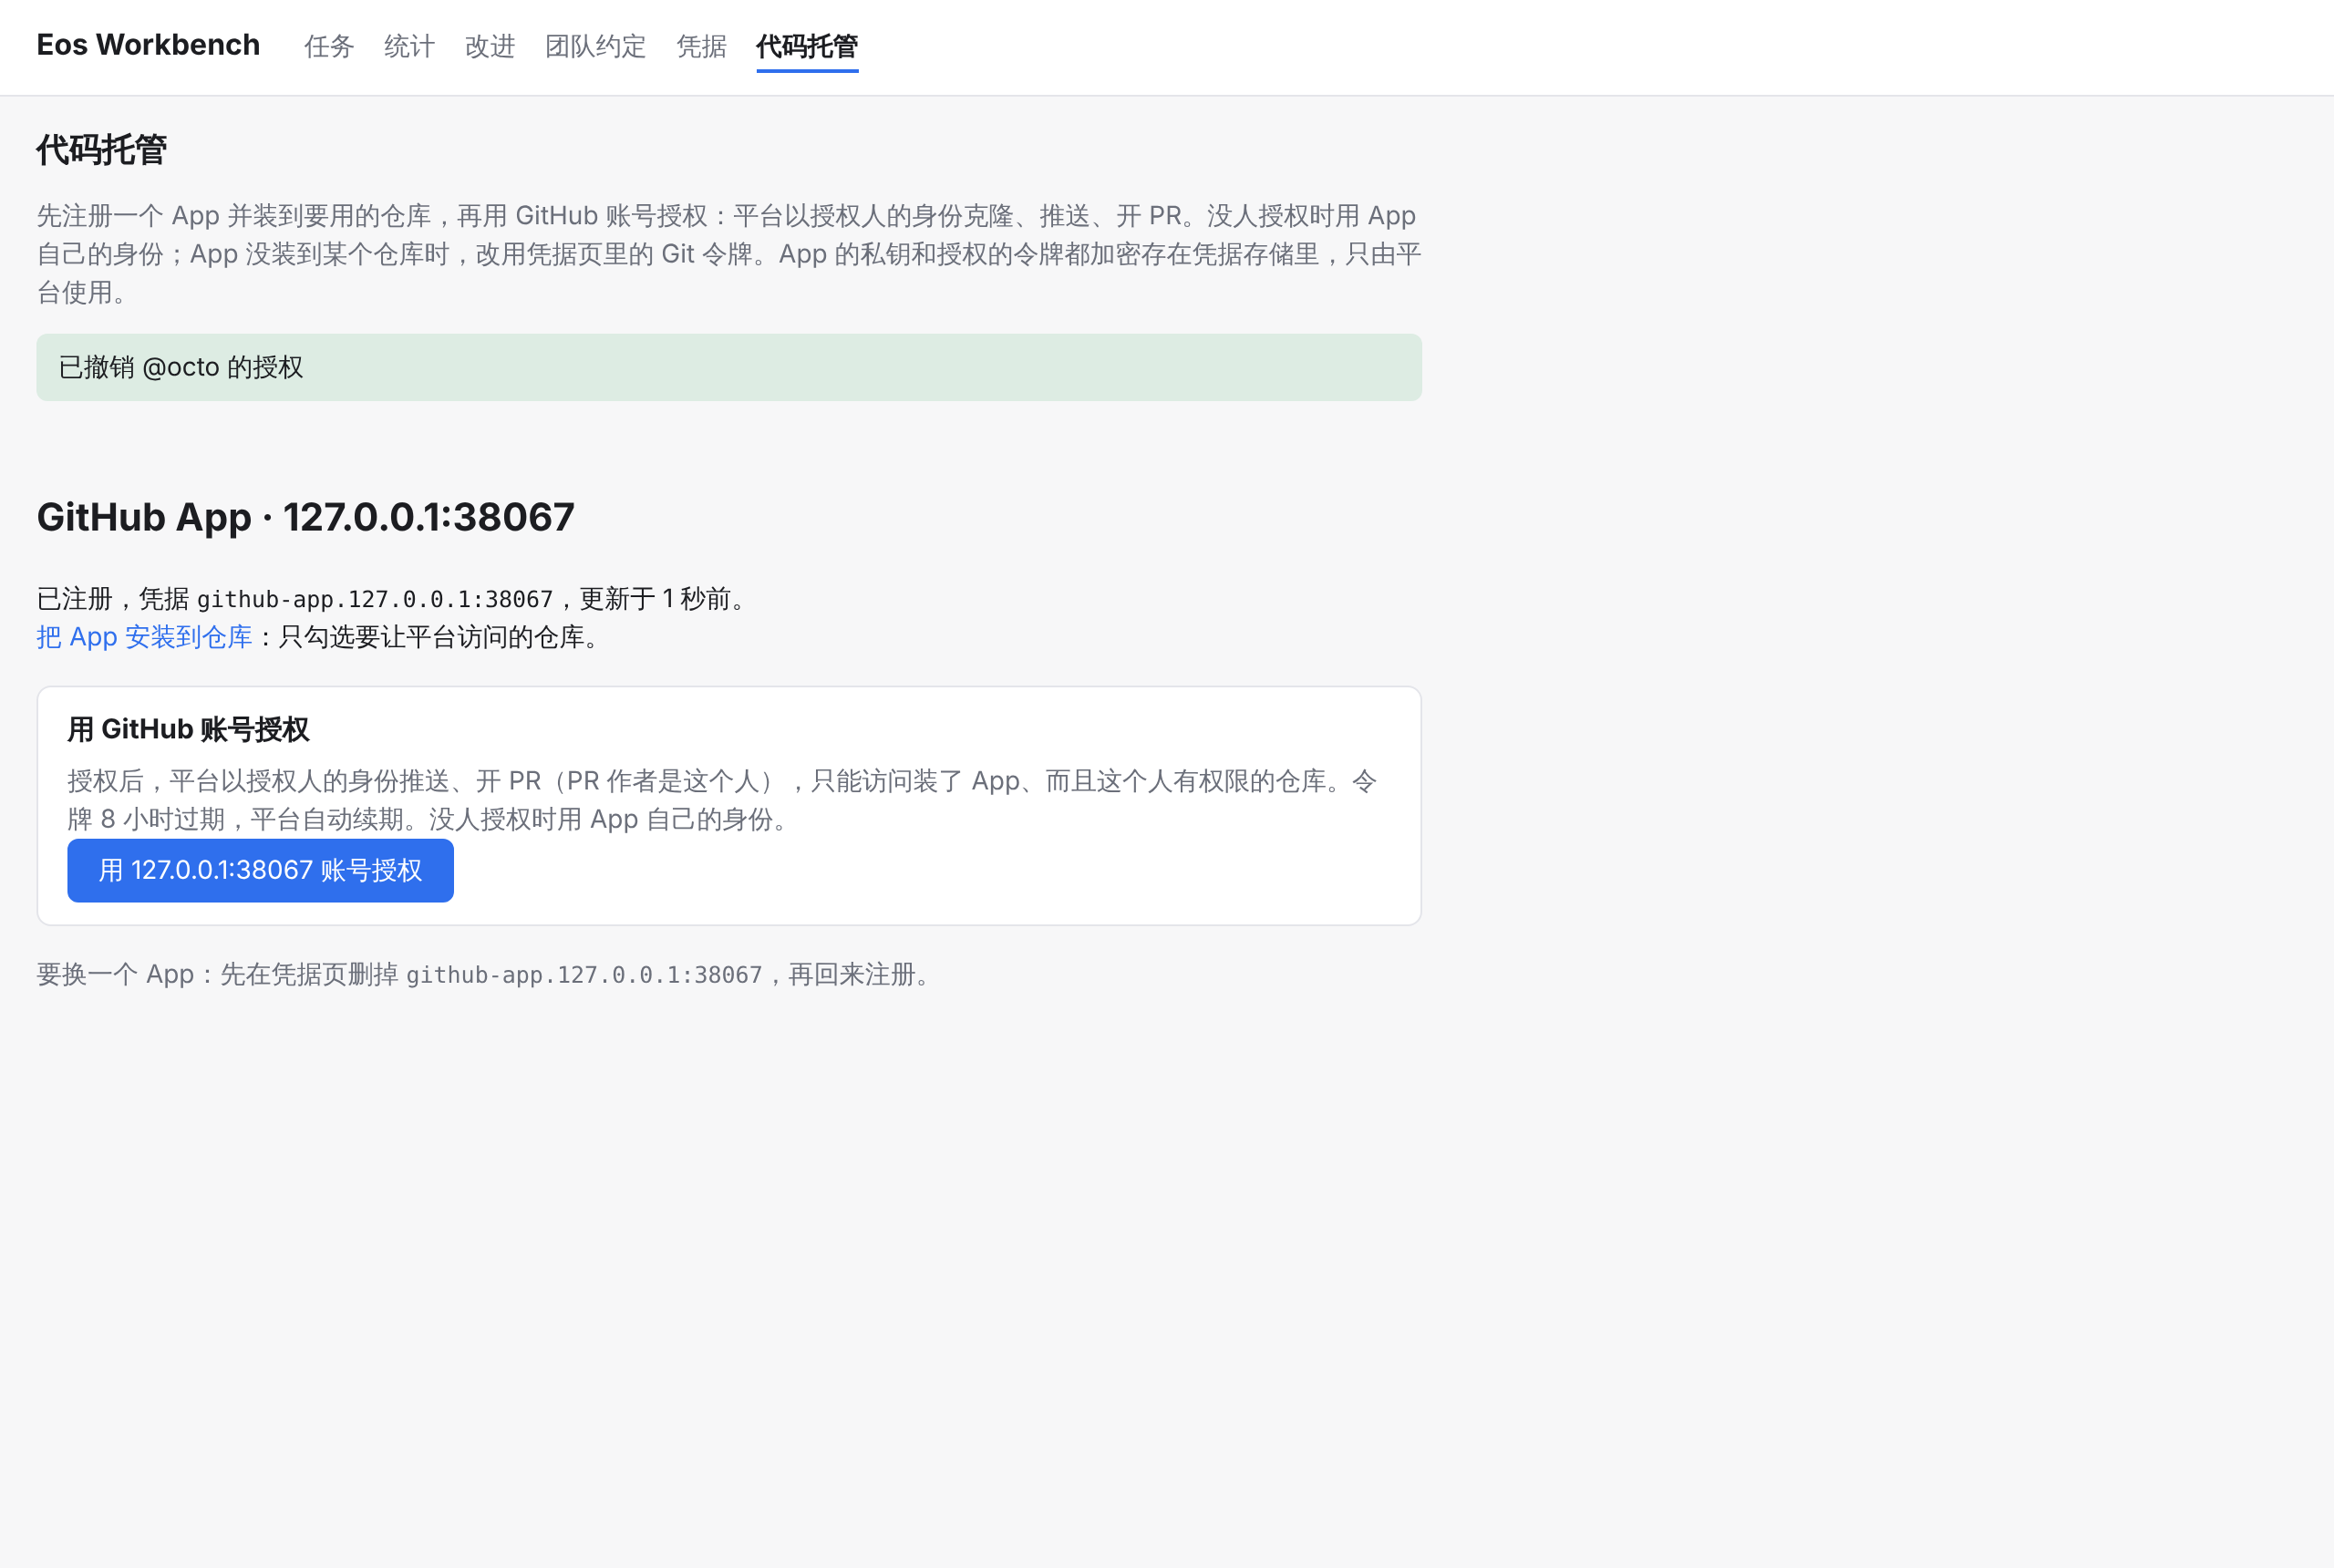 Eos Workbench 任务 统计 改进 团队约定 凭据 代码托管
代码托管
先注册一个 App 并装到要用的仓库，再用 GitHub 账号授权：平台以授权人的身份克隆、推送、开 PR。没人授权时用 App
自己的身份；App 没装到某个仓库时，改用凭据页里的 Git 令牌。App 的私钥和授权的令牌都加密存在凭据存储里，只由平
台使用。
已撤销 @octo 的授权
GitHub App · 127.0.0.1:38067
已注册，凭据 github-app.127.0.0.1:38067，更新于 1 秒前。
把 App 安装到仓库：只勾选要让平台访问的仓库。
用 GitHub 账号授权
授权后，平台以授权人的身份推送、开 PR（PR 作者是这个人），只能访问装了 App、而且这个人有权限的仓库。令
牌 8 小时过期，平台自动续期。没人授权时用 App 自己的身份。
用 127.0.0.1:38067 账号授权
要换一个 App：先在凭据页删掉 github-app.127.0.0.1:38067，再回来注册。